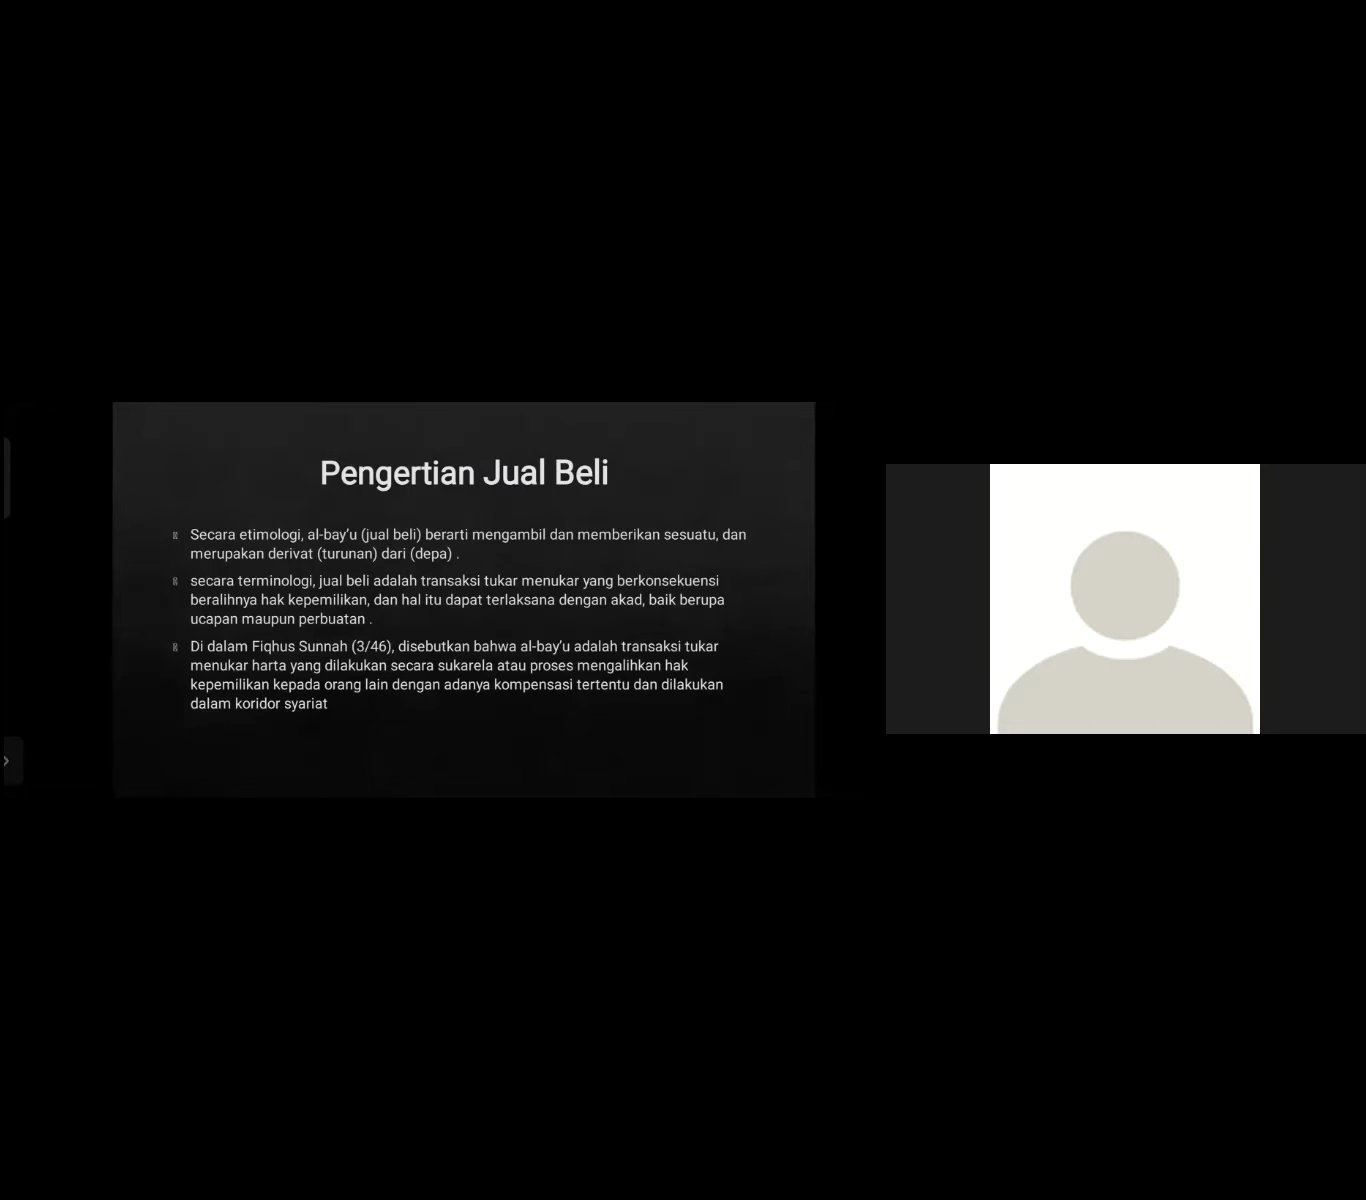 Pengertian Jual Beli
Secara etimologi, al-bay’u (jual beli) berarti mengambil dan memberikan sesuatu, dan
merupakan derivat (turunan) dari (depa) .
secara terminologi, jual beli adalah transaksi tukar menukar yang berkonsekuensi
beralihnya hak kepemilikan, dan hal itu dapat terlaksana dengan akad, baik berupa
ucapan maupun perbuatan .
Di dalam Fiqhus Sunnah (3/46), disebutkan bahwa al-bay’u adalah transaksi tukar
menukar harta yang dilakukan secara sukarela atau proses mengalihkan hak
kepemilikan kepada orang lain dengan adanya kompensasi tertentu dan dilakukan
dalam koridor syariat